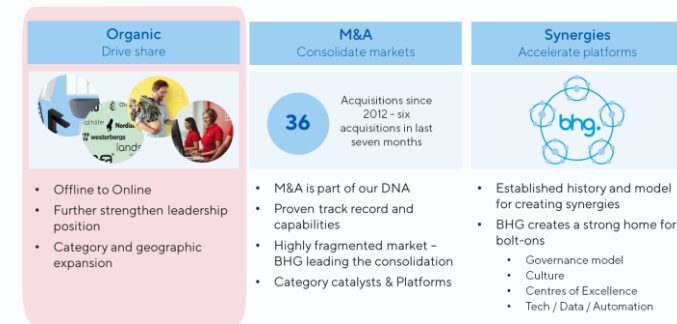 Organic
Drive share
athlife
Nordic
westerbergs
• Offline to Online
• Further strengthen leadership
position
• Category and geographic
expansion
M&A
Consolidate markets
36
Acquisitions since
2012 - six
acquisitions in last
seven months
• M&A is part of our DNA
• Proven track record and
capabilities
• Highly fragmented market –
BHG leading the consolidation
• Category catalysts & Platforms
Synergies
Accelerate platforms
bhg.
• Established history and model
for creating synergies
• BHG creates a strong home for
bolt-ons
• Governance model
• Culture
• Centres of Excellence
• Tech / Data / Automation